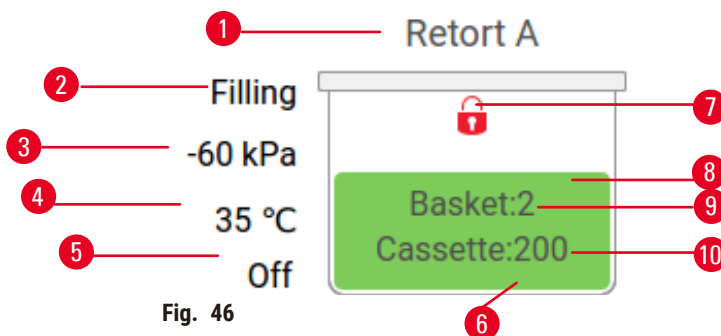 1 Retort A
2 Filling
7
3 -60 kPa
8
4 35 °C
Basket:2 9
5 Off
Cassette:200 10
Fig. 46
6